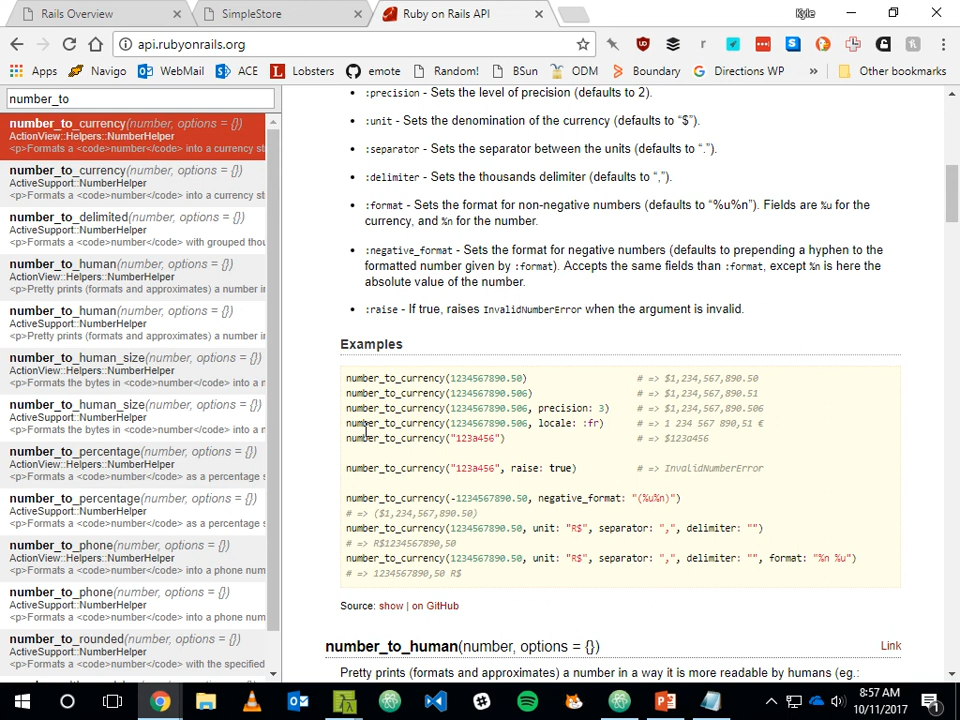 Rails Overview
SimpleStore
Ruby on Rails API
Kyle
api.rubyonrails.org
Apps
Navigo
WebMail
ACE
Lobsters
emote
Random!
BSun
ODM
Boundary
Directions WP
»
Other bookmarks
number_to
number_to_currency(number, options = {})
ActionView::Helpers::NumberHelper
<p>Formats a <code>number</code> into a currency st
number_to_currency(number, options = {})
ActiveSupport::NumberHelper
<p>Formats a <code>number</code> into a currency st
number_to_delimited(number, options = {})
ActiveSupport::NumberHelper
<p>Formats a <code>number</code> with grouped thou
number_to_human(number, options = {})
ActionView::Helpers::NumberHelper
<p>Pretty prints (formats and approximates) a number in
number_to_human(number, options = {})
ActiveSupport::NumberHelper
<p>Pretty prints (formats and approximates) a number in
number_to_human_size(number, options = {})
ActionView::Helpers::NumberHelper
<p>Formats the bytes in <code>number</code> into a n
number_to_human_size(number, options = {})
ActiveSupport::NumberHelper
<p>Formats the bytes in <code>number</code> into a n
number_to_percentage(number, options = {})
ActionView::Helpers::NumberHelper
<p>Formats a <code>number</code> as a percentage s
number_to_percentage(number, options = {})
ActiveSupport::NumberHelper
<p>Formats a <code>number</code> as a percentage s
number_to_phone(number, options = {})
ActionView::Helpers::NumberHelper
<p>Formats a <code>number</code> into a phone num
number_to_phone(number, options = {})
ActiveSupport::NumberHelper
<p>Formats a <code>number</code> into a phone num
number_to_rounded(number, options = {})
ActiveSupport::NumberHelper
<p>Formats a <code>number</code> with the specified
• :precision - Sets the level of precision (defaults to 2).
• :unit - Sets the denomination of the currency (defaults to “$”).
• :separator - Sets the separator between the units (defaults to “.”).
• :delimiter - Sets the thousands delimiter (defaults to “,”).
• :format - Sets the format for non-negative numbers (defaults to “%u%n”). Fields are %u for the
currency, and %n for the number.
• :negative_format - Sets the format for negative numbers (defaults to prepending a hyphen to the
formatted number given by :format). Accepts the same fields than :format, except %n is here the
absolute value of the number.
• :raise - If true, raises InvalidNumberError when the argument is invalid.
Examples
number_to_currency(1234567890.50) # => $1,234,567,890.50
number_to_currency(1234567890.506) # => $1,234,567,890.51
number_to_currency(1234567890.506, precision: 3) # => $1,234,567,890.506
number_to_currency(1234567890.506, locale: :fr) # => 1 234 567 890,51 €
number_to_currency("123a456") # => $123a456
number_to_currency("123a456", raise: true) # => InvalidNumberError
number_to_currency(-1234567890.50, negative_format: "(%u%n)")
# => ($1,234,567,890.50)
number_to_currency(1234567890.50, unit: "R$", separator: ",", delimiter: "")
# => R$1234567890,50
number_to_currency(1234567890.50, unit: "R$", separator: ",", delimiter: "", format: "%n %u")
# => 1234567890,50 R$
Source: show | on GitHub
number_to_human(number, options = {})
Link
Pretty prints (formats and approximates) a number in a way it is more readable by humans (eg.:
8:57 AM
10/11/2017